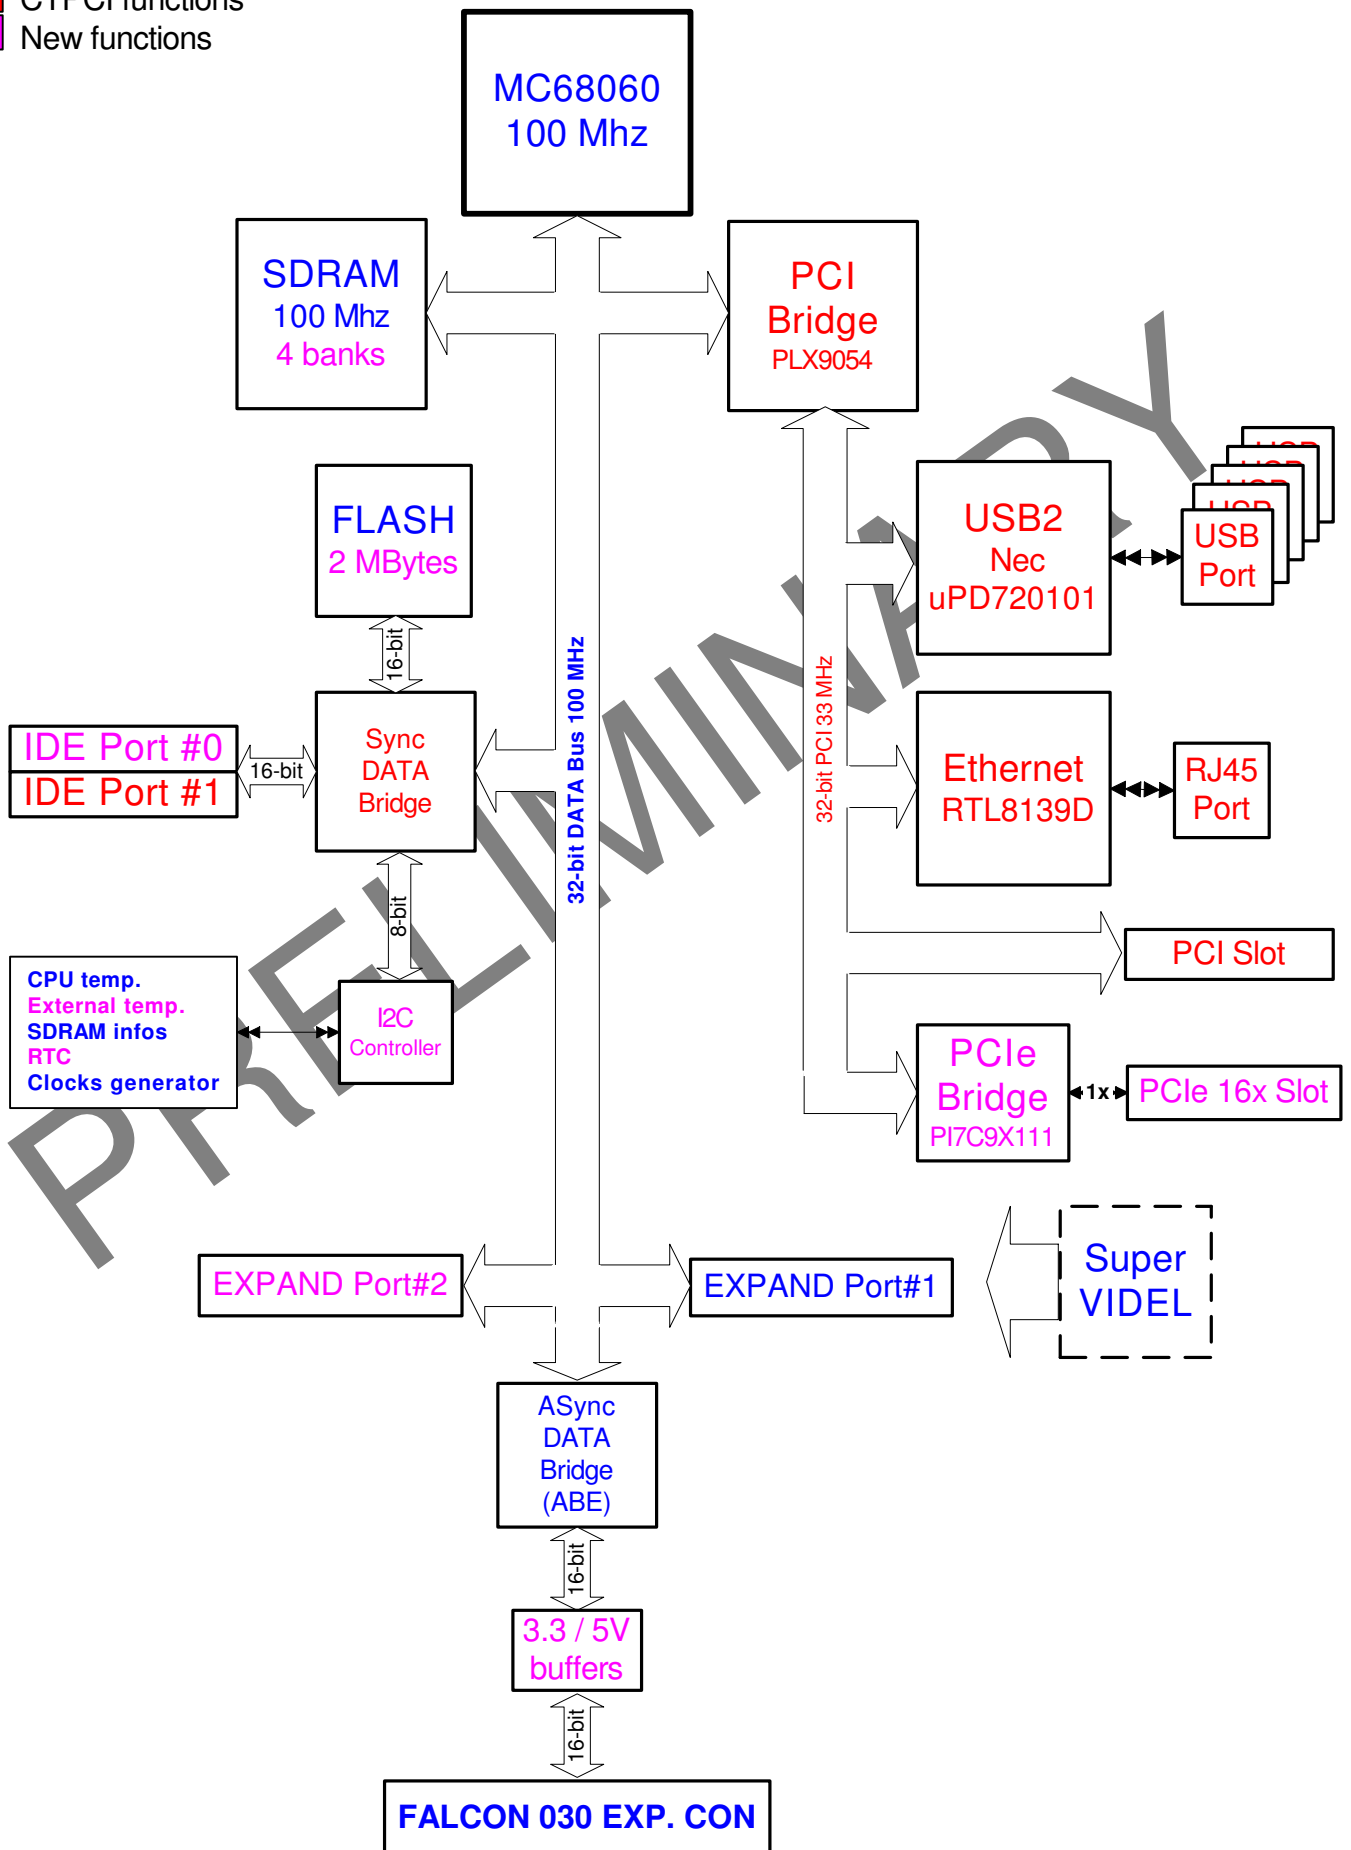 CTPCI functions
New functions
MC68060
100 Mhz
SDRAM
100 Mhz
4 banks
PCI
Bridge
PLX9054
FLASH
2 MBytes
USB2
Nec
uPD720101
USB
USB
USB
USB
USB
Port
16-bit
32-bit DATA Bus 100 MHz
32-bit PCI 33 MHz
IDE Port #0
IDE Port #1
16-bit
Sync
DATA
Bridge
Ethernet
RTL8139D
RJ45
Port
8-bit
PCI Slot
CPU temp.
External temp.
SDRAM infos
RTC
Clocks generator
I2C
Controller
PCIe
Bridge
PI7C9X111
1x
PCIe 16x Slot
EXPAND Port#2
EXPAND Port#1
Super
VIDEL
ASync
DATA
Bridge
(ABE)
16-bit
3.3 / 5V
buffers
16-bit
FALCON 030 EXP. CON
PRELIMINARY